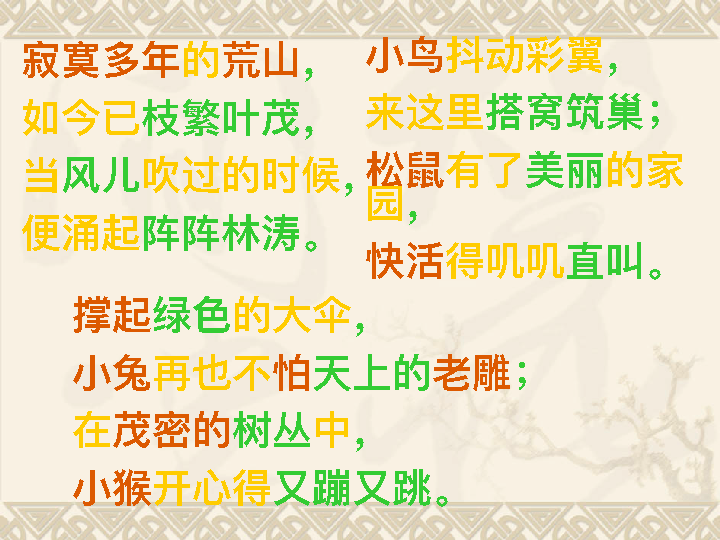 寂寞多年的荒山，
如今已枝繁叶茂，
当风儿吹过的时候，
便涌起阵阵林涛。
小鸟抖动彩翼，
来这里搭窝筑巢；
松鼠有了美丽的家
园，
快活得叽叽直叫。
撑起绿色的大伞，
小兔再也不怕天上的老雕；
在茂密的树丛中，
小猴开心得又蹦又跳。